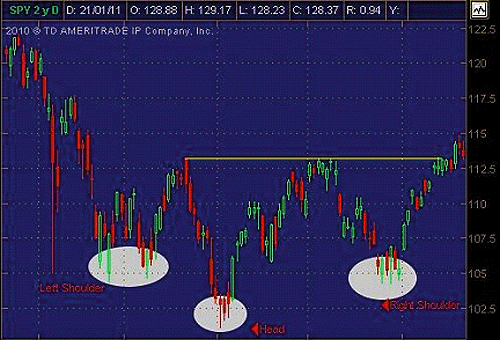 SPY 2 y D D: 21/01/11 O: 128.88 H: 129.17 L: 128.23 C: 128.37 R: 0.94 Y:
2010 © TD AMERITRADE IP Company, Inc.
122.5
120
117.5
115
112.5
110
107.5
105
102.5
Left Shoulder
Right Shoulder
Head